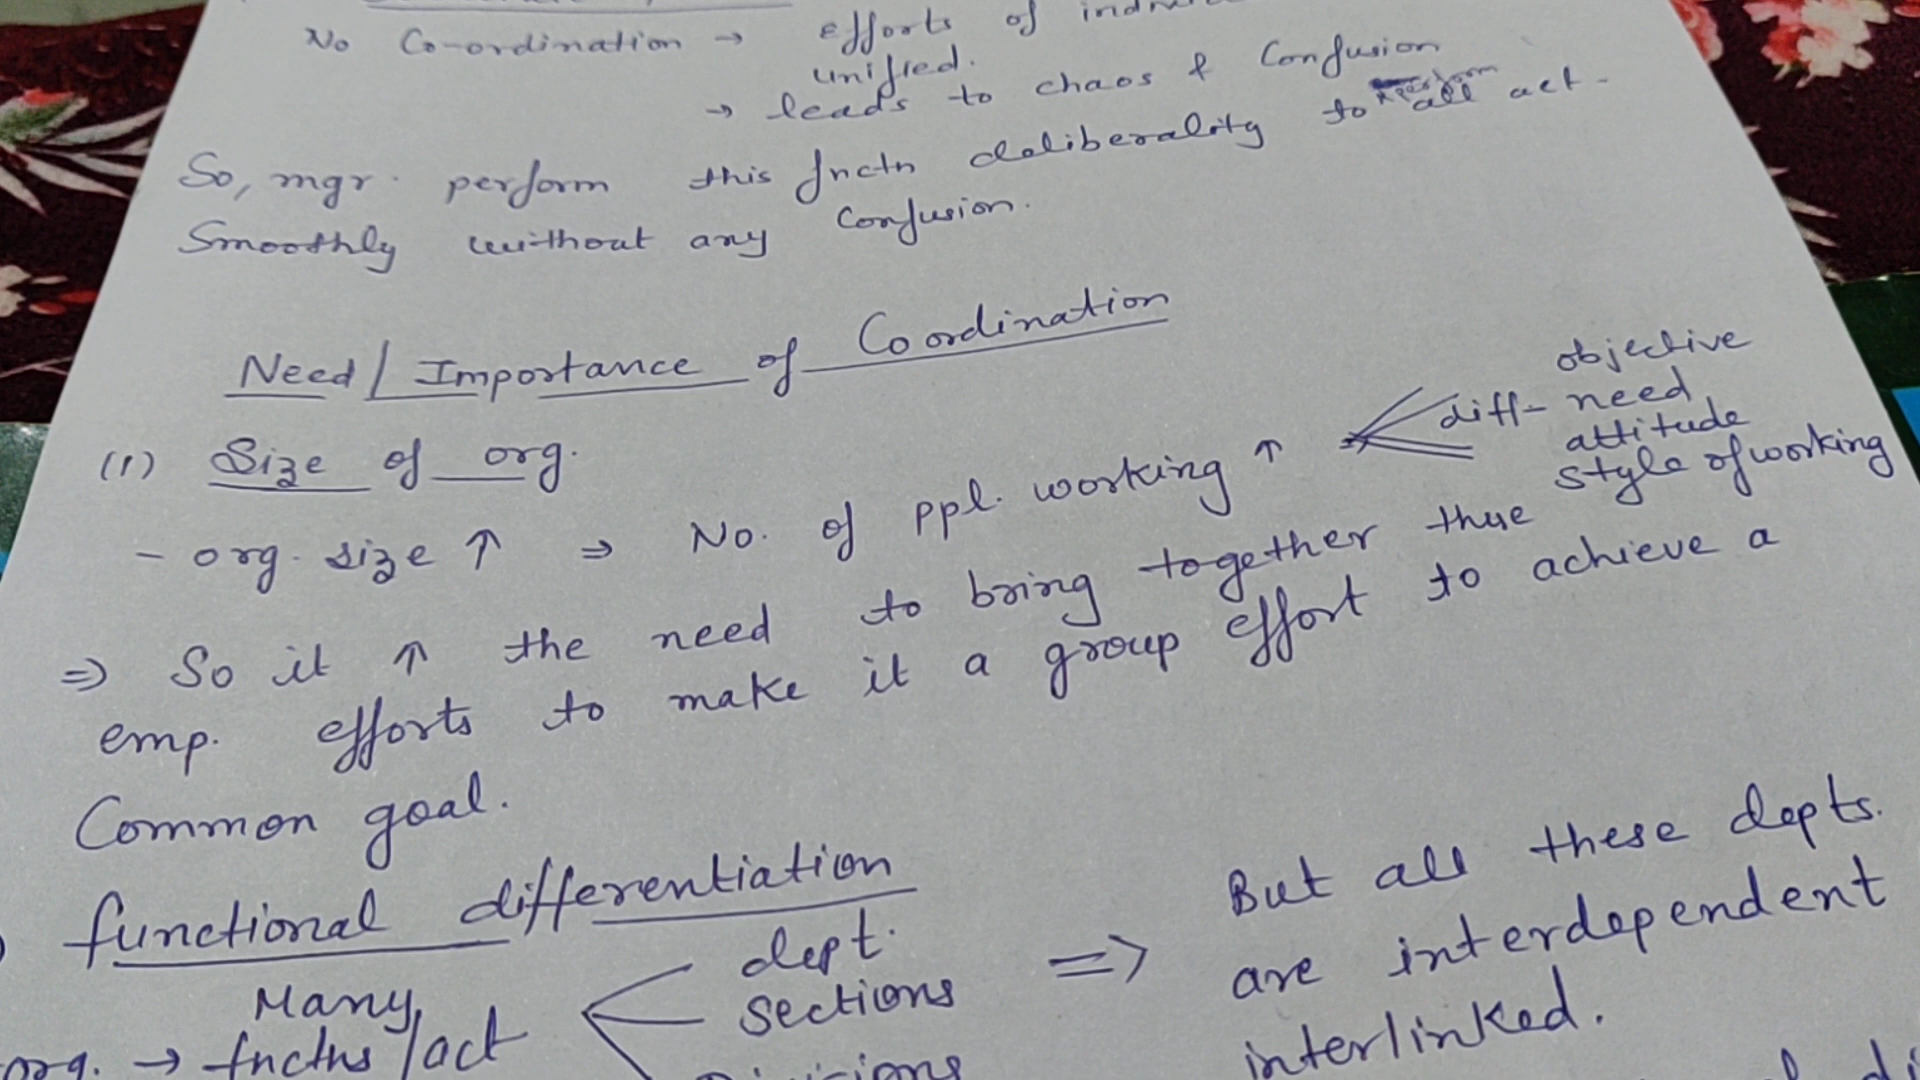 No Co-ordination → efforts of
unified.
→ leads to chaos & Confusion
So, mgr. perform this fnctn deliberality to perform all act.
Smoothly without any Confusion.
Need / Importance of Coordination
(1) Size of org.
- org. size ↑ ⇒ No. of ppl. working ↑
diff- objective
need
attitude
style of working
⇒ So it ↑ the need to bring together thue
emp. efforts to make it a group effort to achieve a
Common goal.
functional differentiation
org. → Many fnctns/act
dept.
sections
⇒ But all these depts.
are interdependent
interlinked.